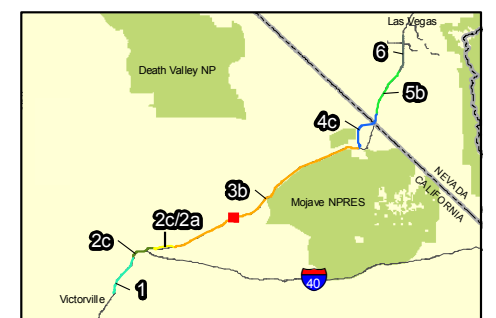 Las Vegas
6
Death Valley NP
5b
4c
NEVADA
CALIFORNIA
3b
Mojave NPRES
2c/2a
2c
40
1
Victorville